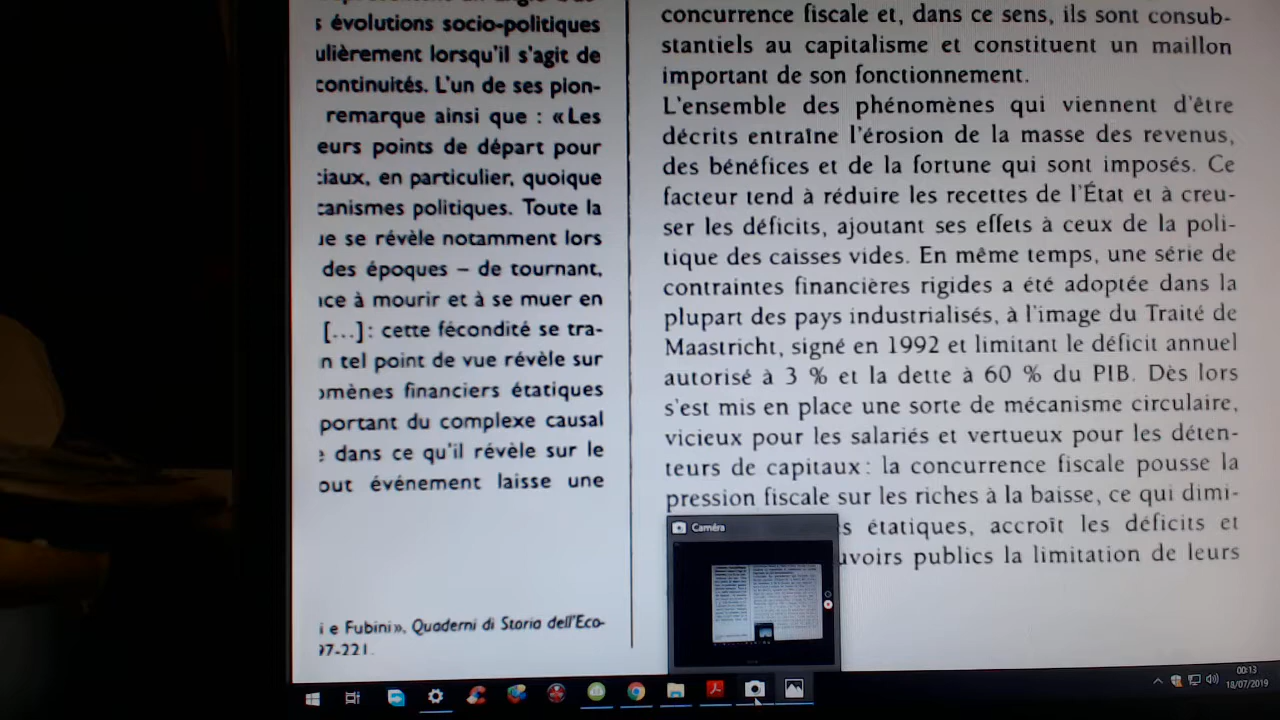 s évolutions socio-politiques
ulièrement lorsqu'il s'agit de
continuités. L'un de ses pion-
remarque ainsi que : «Les
eurs points de départ pour
ciaux, en particulier, quoique
canismes politiques. Toute la
ue se révèle notamment lors
des époques – de tournant,
nce à mourir et à se muer en
[...] : cette fécondité se tra-
n tel point de vue révèle sur
omènes financiers étatiques
portant du complexe causal
e dans ce qu'il révèle sur le
out événement laisse une
i e Fubini», Quaderni di Storia dell'Eco-
97-221.
concurrence fiscale et, dans ce sens, ils sont consub-
stantiels au capitalisme et constituent un maillon
important de son fonctionnement.
L'ensemble des phénomènes qui viennent d'être
décrits entraîne l'érosion de la masse des revenus,
des bénéfices et de la fortune qui sont imposés. Ce
facteur tend à réduire les recettes de l'État et à creu-
ser les déficits, ajoutant ses effets à ceux de la poli-
tique des caisses vides. En même temps, une série de
contraintes financières rigides a été adoptée dans la
plupart des pays industrialisés, à l'image du Traité de
Maastricht, signé en 1992 et limitant le déficit annuel
autorisé à 3 % et la dette à 60 % du PIB. Dès lors
s'est mis en place une sorte de mécanisme circulaire,
vicieux pour les salariés et vertueux pour les déten-
teurs de capitaux : la concurrence fiscale pousse la
pression fiscale sur les riches à la baisse, ce qui dimi-
s étatiques, accroît les déficits et
uvoirs publics la limitation de leurs
Caméra
00:13
18/07/2019